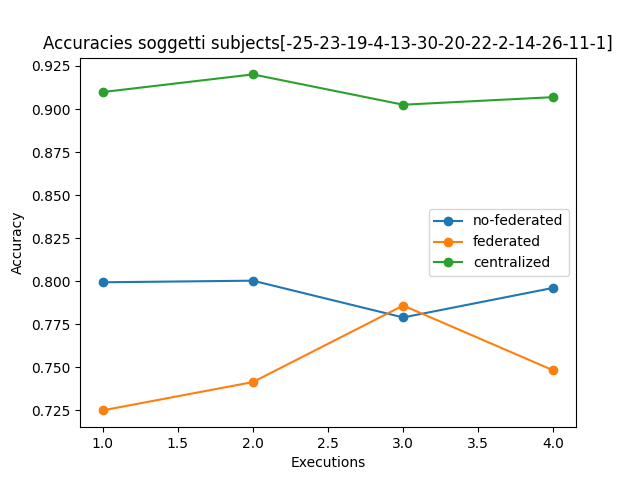 Accuracies soggetti subjects[-25-23-19-4-13-30-20-22-2-14-26-11-1]
0.925
0.900
0.875
0.850
0.825
0.800
0.775
0.750
0.725
Accuracy
no-federated
federated
centralized
1.0 1.5 2.0 2.5 3.0 3.5 4.0
Executions